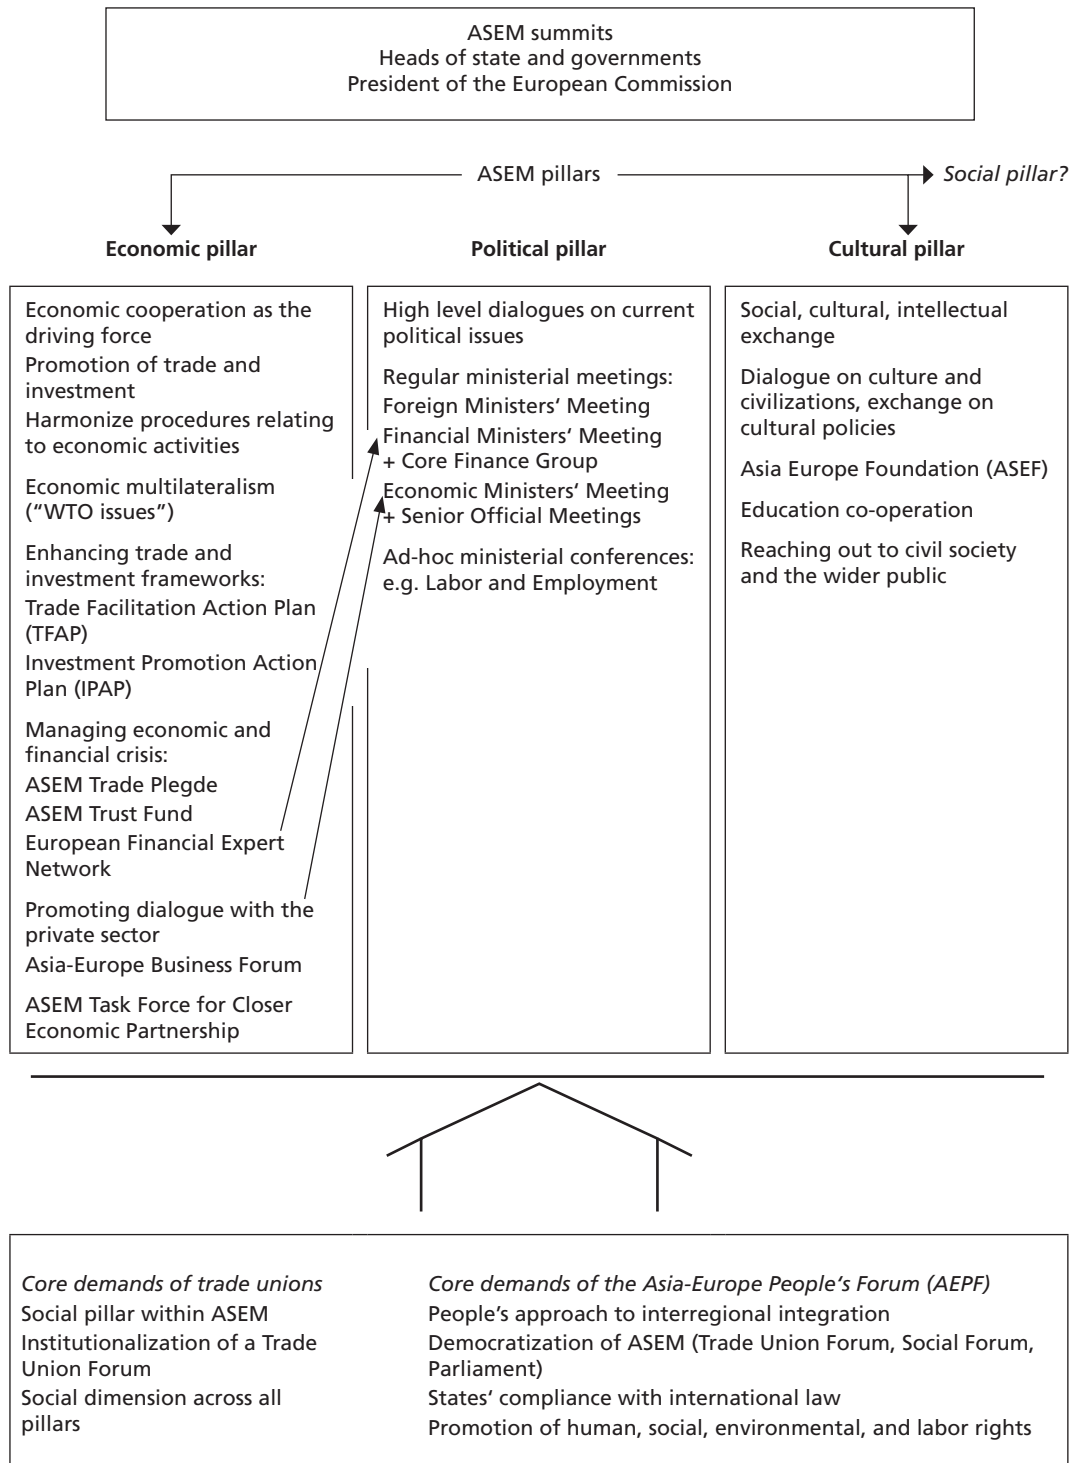 ASEM summits
Heads of state and governments
President of the European Commission
ASEM pillars
Social pillar?
Economic pillar
Political pillar
Cultural pillar
Economic cooperation as the
driving force
Promotion of trade and
investment
Harmonize procedures relating
to economic activities
Economic multilateralism
(“WTO issues”)
Enhancing trade and
investment frameworks:
Trade Facilitation Action Plan
(TFAP)
Investment Promotion Action
Plan (IPAP)
Managing economic and
financial crisis:
ASEM Trade Plegde
ASEM Trust Fund
European Financial Expert
Network
Promoting dialogue with the
private sector
Asia-Europe Business Forum
ASEM Task Force for Closer
Economic Partnership
High level dialogues on current
political issues
Regular ministerial meetings:
Foreign Ministers‘ Meeting
Financial Ministers‘ Meeting
+ Core Finance Group
Economic Ministers‘ Meeting
+ Senior Official Meetings
Ad-hoc ministerial conferences:
e.g. Labor and Employment
Social, cultural, intellectual
exchange
Dialogue on culture and
civilizations, exchange on
cultural policies
Asia Europe Foundation (ASEF)
Education co-operation
Reaching out to civil society
and the wider public
Core demands of trade unions
Social pillar within ASEM
Institutionalization of a Trade
Union Forum
Social dimension across all
pillars
Core demands of the Asia-Europe People‘s Forum (AEPF)
People‘s approach to interregional integration
Democratization of ASEM (Trade Union Forum, Social Forum,
Parliament)
States‘ compliance with international law
Promotion of human, social, environmental, and labor rights